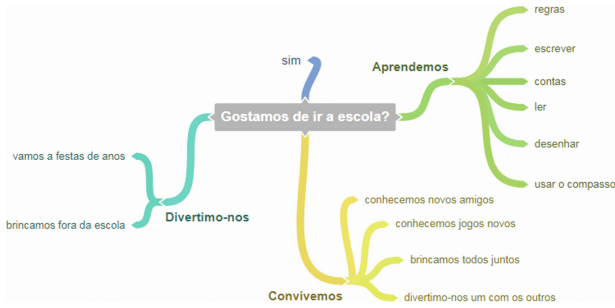 Gostamos de ir a escola?
sim
Aprendemos
regras
escrever
contas
ler
desenhar
usar o compasso
Convivemos
conhecemos novos amigos
conhecemos jogos novos
brincamos todos juntos
divertimo-nos um com os outros
Divertimo-nos
vamos a festas de anos
brincamos fora da escola